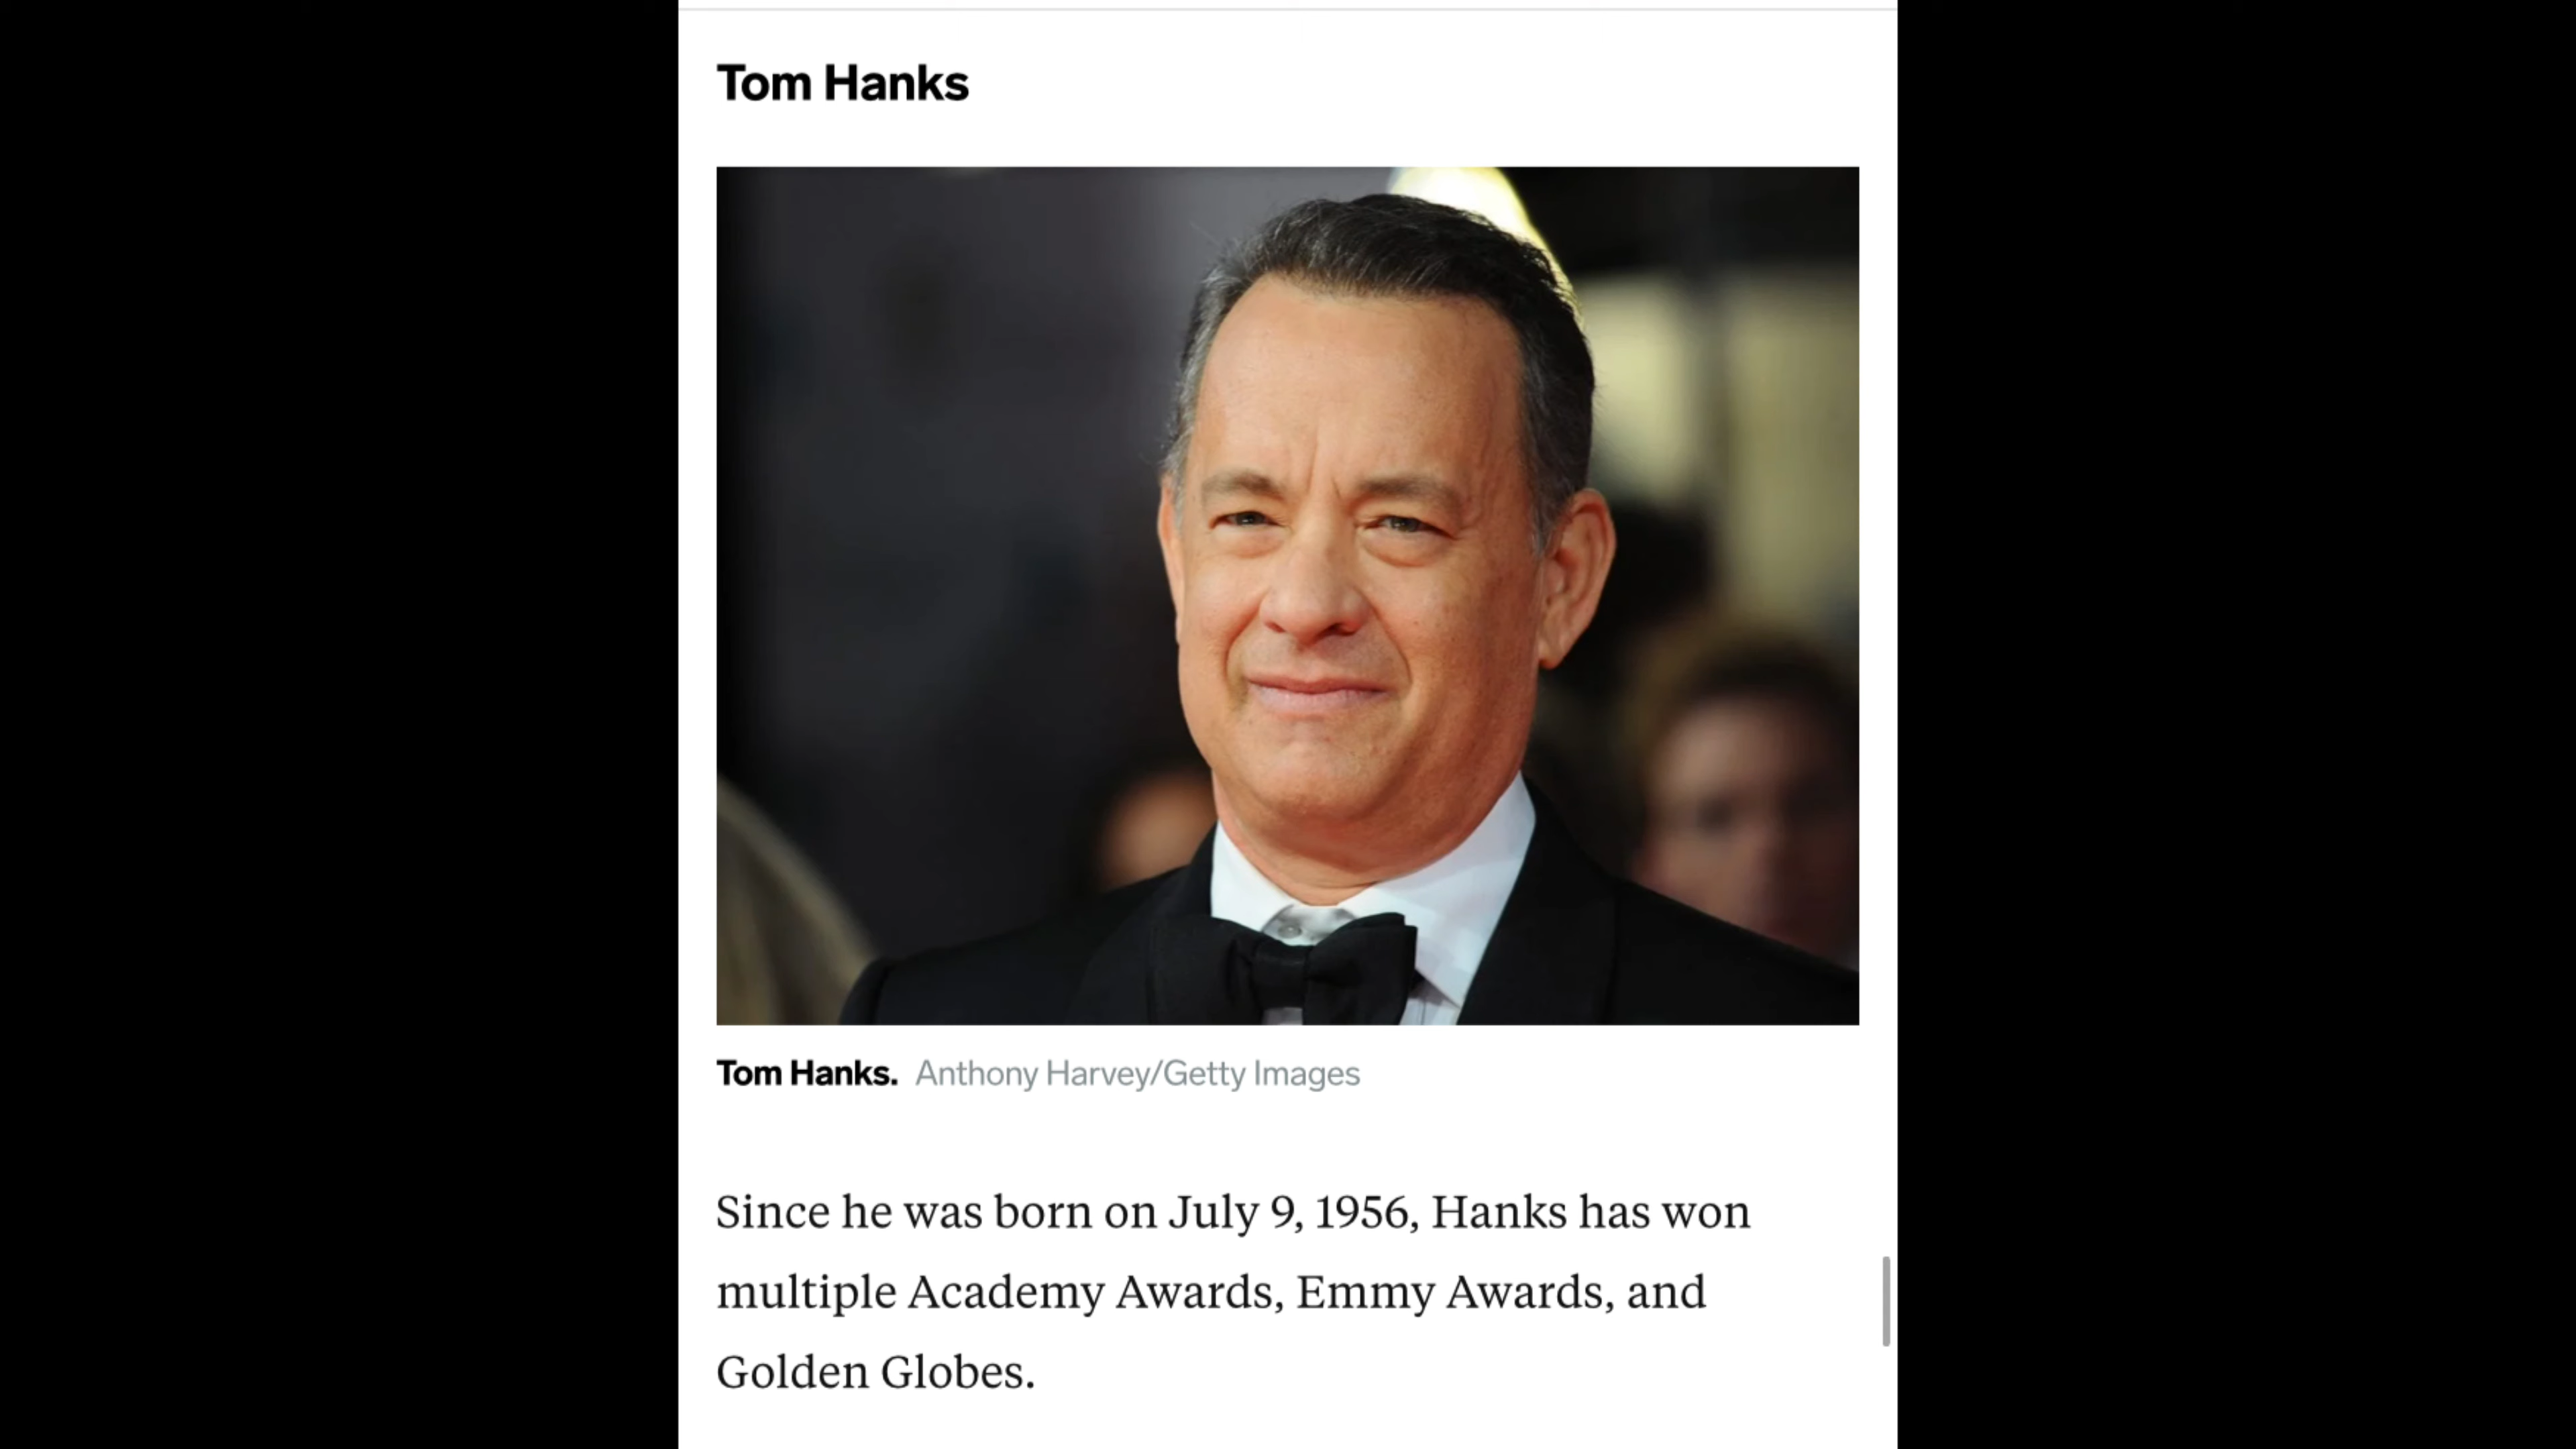 Tom Hanks
Tom Hanks. Anthony Harvey/Getty Images
Since he was born on July 9, 1956, Hanks has won
multiple Academy Awards, Emmy Awards, and
Golden Globes.